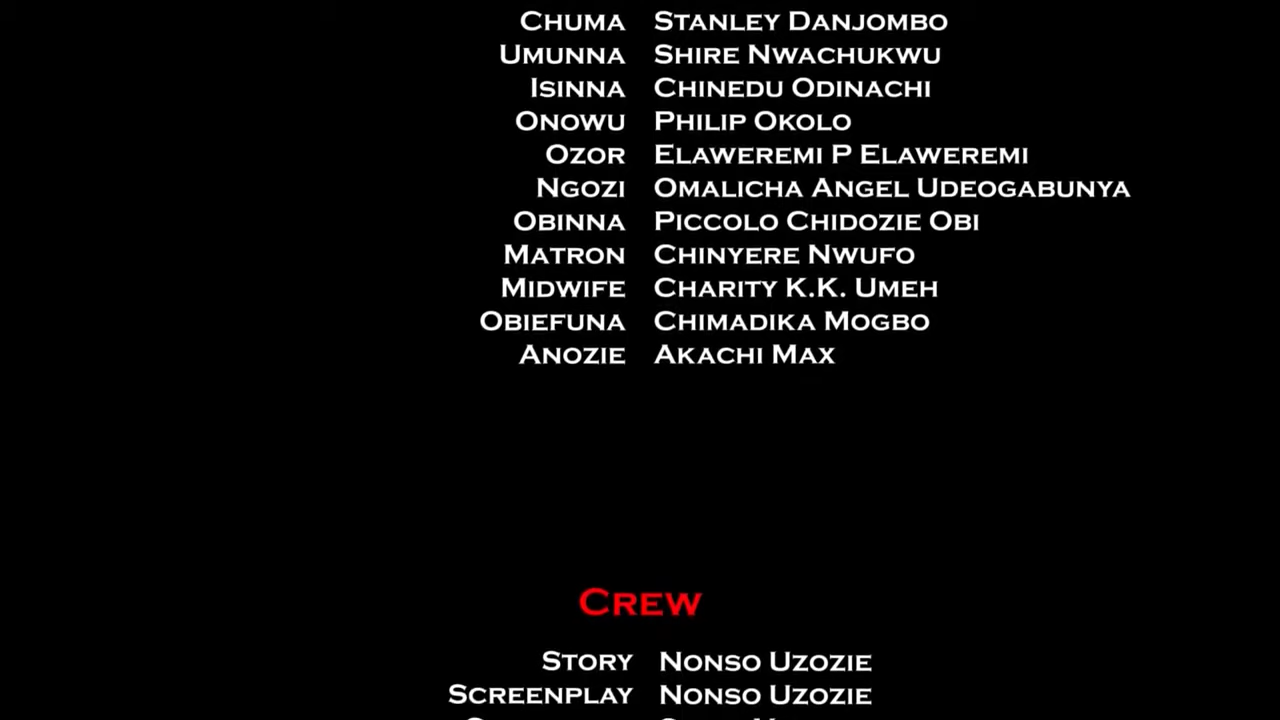 Chuma Stanley Danjombo
Umunna Shire Nwachukwu
Isinna Chinedu Odinachi
Onowu Philip Okolo
Ozor Elaweremi P Elaweremi
Ngozi Omalicha Angel Udeogabunya
Obinna Piccolo Chidozie Obi
Matron Chinyere Nwufo
Midwife Charity K.K. Umeh
Obiefuna Chimadika Mogbo
Anozie Akachi Max
Crew
Story Nonso Uzozie
Screenplay Nonso Uzozie